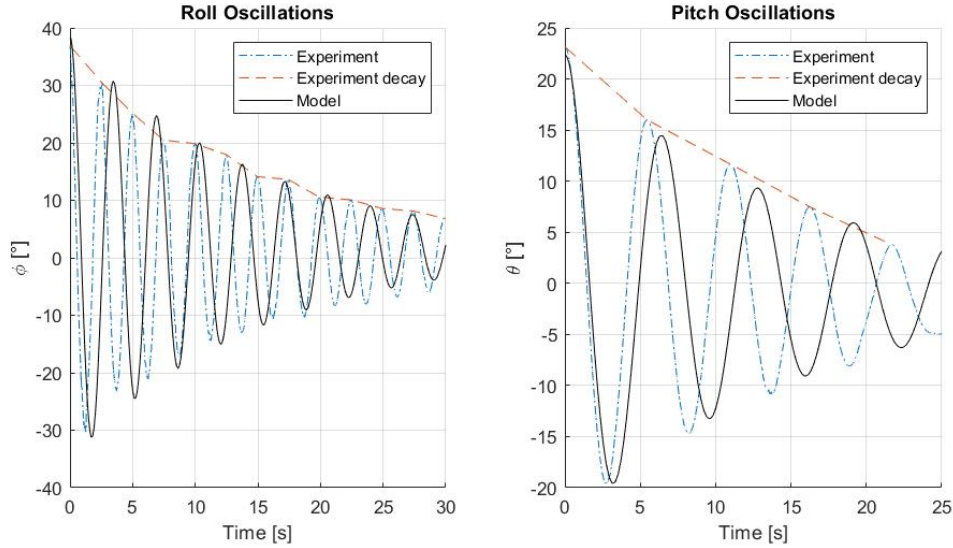 Roll Oscillations
40
30
20
10
0
-10
-20
-30
-40
ϕ [°]
0 5 10 15 20 25 30
Time [s]
Experiment
Experiment decay
Model
Pitch Oscillations
25
20
15
10
5
0
-5
-10
-15
-20
θ [°]
0 5 10 15 20 25
Time [s]
Experiment
Experiment decay
Model